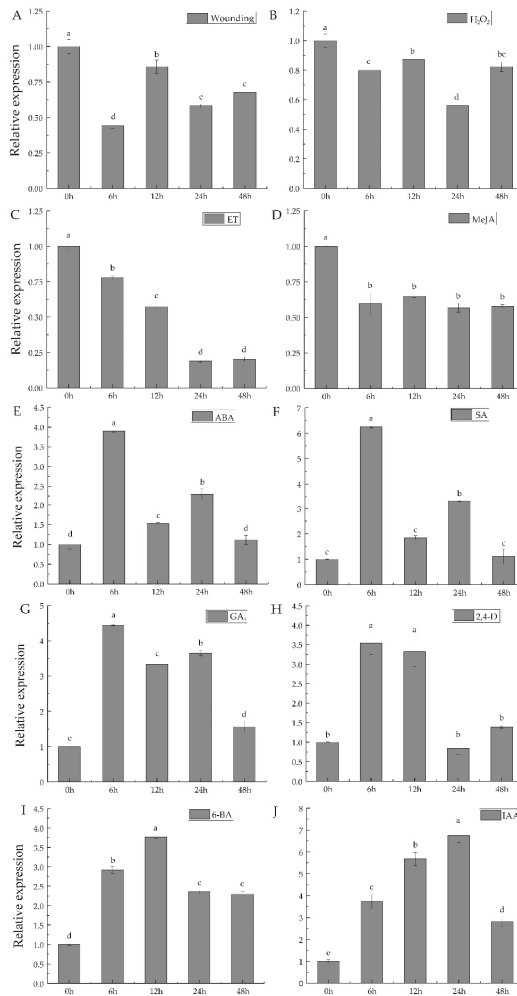 A
Wounding
Relative expression
1.25
1.00
0.75
0.50
0.25
0.00
a
d
b
c
c
0h 6h 12h 24h 48h
B
H₂O₂
1.2
1.0
0.8
0.6
0.4
0.2
0.0
a
c
b
d
bc
0h 6h 12h 24h 48h
C
ET
Relative expression
1.25
1.00
0.75
0.50
0.25
0.00
a
b
c
d
d
0h 6h 12h 24h 48h
D
MeJA
1.25
1.00
0.75
0.50
0.25
0.00
a
b
b
b
b
0h 6h 12h 24h 48h
E
ABA
Relative expression
4.5
4.0
3.5
3.0
2.5
2.0
1.5
1.0
0.5
0.0
d
a
c
b
d
0h 6h 12h 24h 48h
F
SA
7
6
5
4
3
2
1
0
c
a
c
b
c
0h 6h 12h 24h 48h
G
GA₃
Relative expression
5
4
3
2
1
0
e
a
c
b
d
0h 6h 12h 24h 48h
H
2,4-D
4.5
4.0
3.5
3.0
2.5
2.0
1.5
1.0
0.5
0.0
b
a
a
b
b
0h 6h 12h 24h 48h
I
6-BA
Relative expression
4.5
4.0
3.5
3.0
2.5
2.0
1.5
1.0
0.5
0.0
d
b
a
c
c
0h 6h 12h 24h 48h
J
IAA
8
7
6
5
4
3
2
1
0
e
c
b
a
d
0h 6h 12h 24h 48h